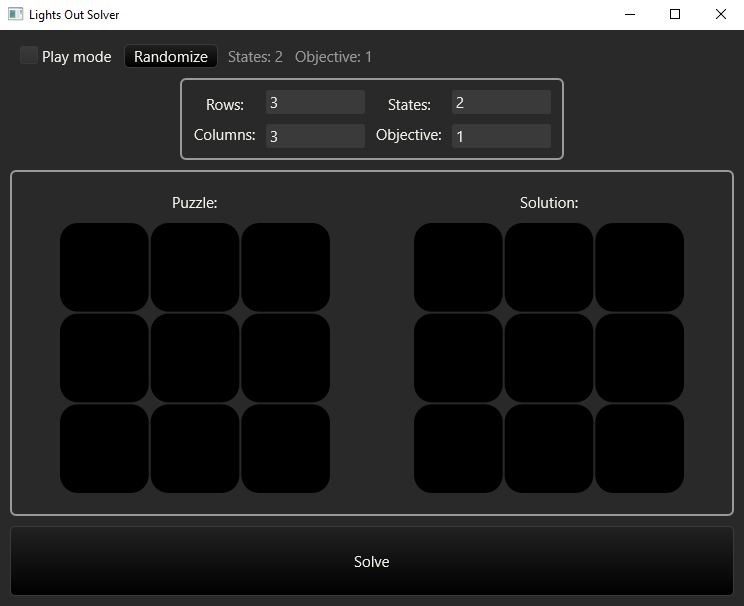 Lights Out Solver
Play mode Randomize States: 2 Objective: 1
Rows: 3 States: 2
Columns: 3 Objective: 1
Puzzle: Solution:
Solve